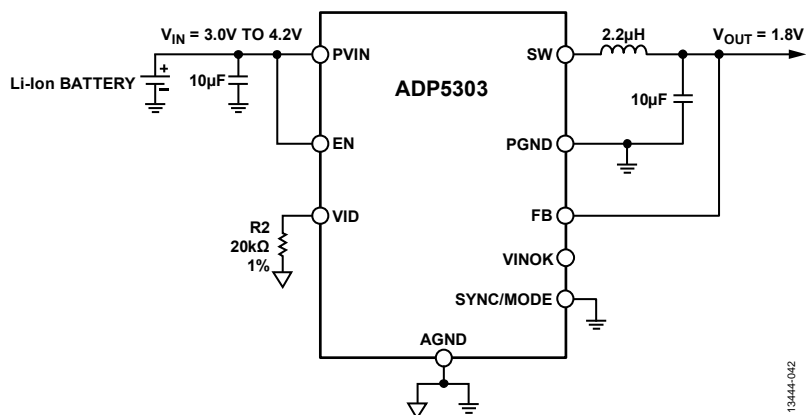 V_IN = 3.0V TO 4.2V
Li-Ion BATTERY
+
–
10µF
PVIN
EN
VID
R2
20kΩ
1%
ADP5303
SW
2.2µH
V_OUT = 1.8V
10µF
PGND
FB
VINOK
SYNC/MODE
AGND
13444-042